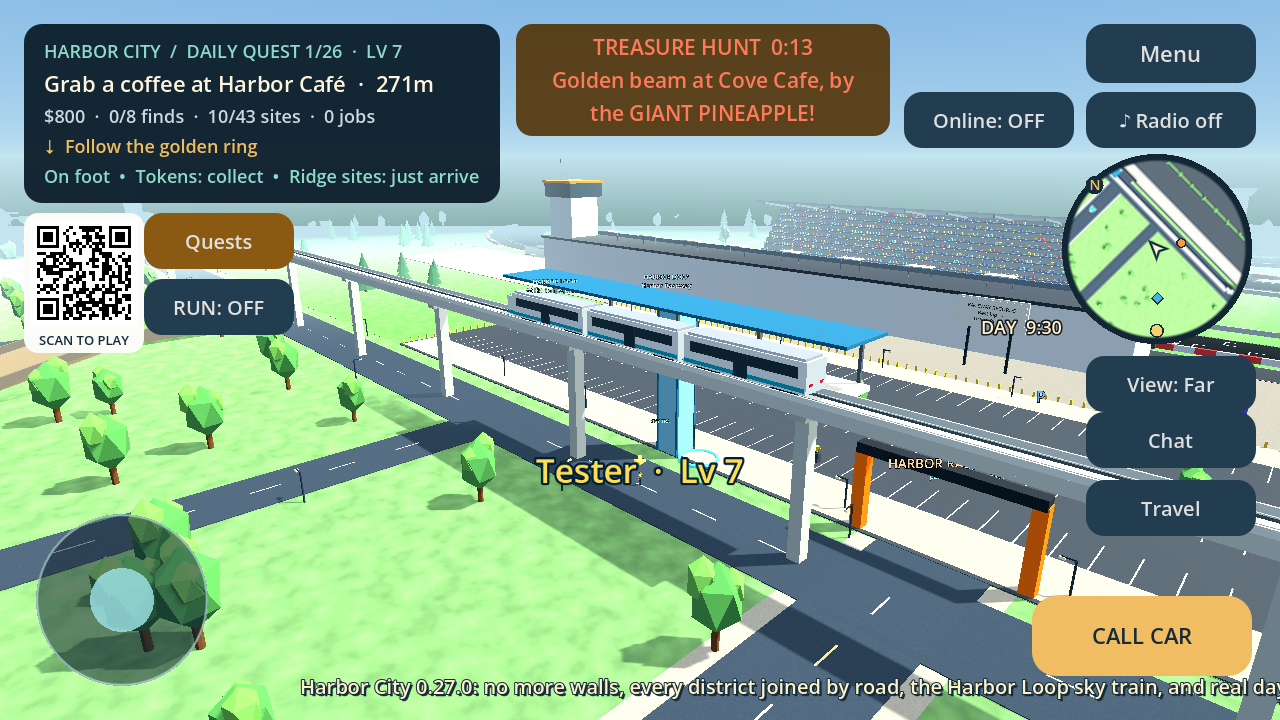 HARBOR CITY / DAILY QUEST 1/26 · LV 7
Grab a coffee at Harbor Café · 271m
$800 · 0/8 finds · 10/43 sites · 0 jobs
↓ Follow the golden ring
On foot • Tokens: collect • Ridge sites: just arrive
TREASURE HUNT 0:13
Golden beam at Cove Cafe, by
the GIANT PINEAPPLE!
Menu
Online: OFF
♪ Radio off
N
SCAN TO PLAY
Quests
RUN: OFF
DAY 9:30
View: Far
Chat
Travel
P
HARBOR
Tester · Lv 7
CALL CAR
Harbor City 0.27.0: no more walls, every district joined by road, the Harbor Loop sky train, and real day